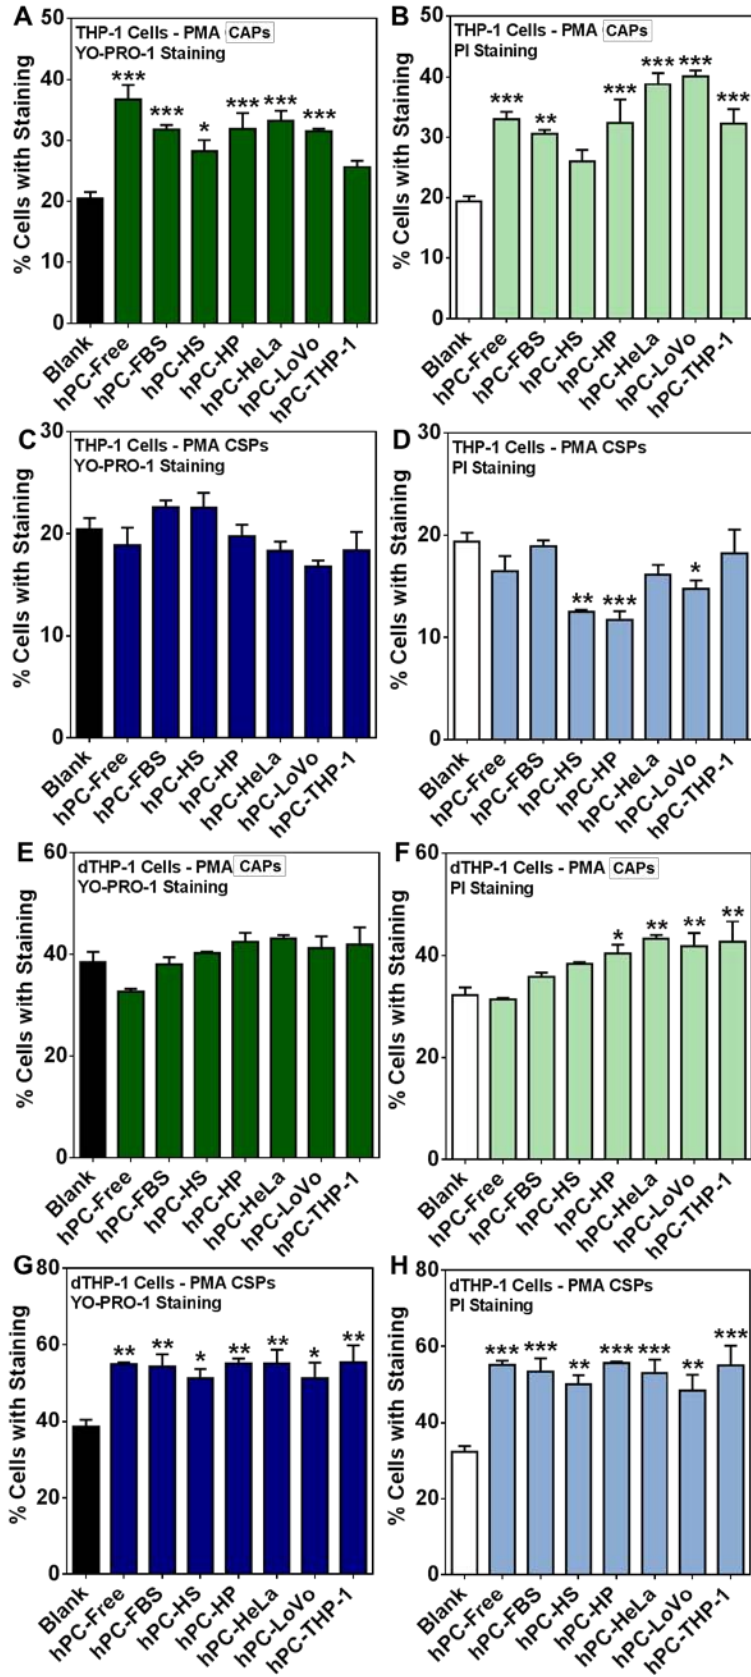 A
THP-1 Cells - PMA CAPs
YO-PRO-1 Staining
% Cells with Staining
50
40
30
20
10
0
***
***
*
***
***
***
Blank
hPC-Free
hPC-FBS
hPC-HS
hPC-HP
hPC-HeLa
hPC-LoVo
hPC-THP-1
B
THP-1 Cells - PMA CAPs
PI Staining
% Cells with Staining
50
40
30
20
10
0
***
**
***
***
***
***
Blank
hPC-Free
hPC-FBS
hPC-HS
hPC-HP
hPC-HeLa
hPC-LoVo
hPC-THP-1
C
THP-1 Cells - PMA CSPs
YO-PRO-1 Staining
% Cells with Staining
30
20
10
0
Blank
hPC-Free
hPC-FBS
hPC-HS
hPC-HP
hPC-HeLa
hPC-LoVo
hPC-THP-1
D
THP-1 Cells - PMA CSPs
PI Staining
% Cells with Staining
30
20
10
0
**
***
*
Blank
hPC-Free
hPC-FBS
hPC-HS
hPC-HP
hPC-HeLa
hPC-LoVo
hPC-THP-1
E
dTHP-1 Cells - PMA CAPs
YO-PRO-1 Staining
% Cells with Staining
60
40
20
0
Blank
hPC-Free
hPC-FBS
hPC-HS
hPC-HP
hPC-HeLa
hPC-LoVo
hPC-THP-1
F
dTHP-1 Cells - PMA CAPs
PI Staining
% Cells with Staining
60
40
20
0
*
**
**
**
Blank
hPC-Free
hPC-FBS
hPC-HS
hPC-HP
hPC-HeLa
hPC-LoVo
hPC-THP-1
G
dTHP-1 Cells - PMA CSPs
YO-PRO-1 Staining
% Cells with Staining
80
60
40
20
0
**
**
*
**
**
*
**
Blank
hPC-Free
hPC-FBS
hPC-HS
hPC-HP
hPC-HeLa
hPC-LoVo
hPC-THP-1
H
dTHP-1 Cells - PMA CSPs
PI Staining
% Cells with Staining
80
60
40
20
0
***
***
**
***
***
**
***
Blank
hPC-Free
hPC-FBS
hPC-HS
hPC-HP
hPC-HeLa
hPC-LoVo
hPC-THP-1